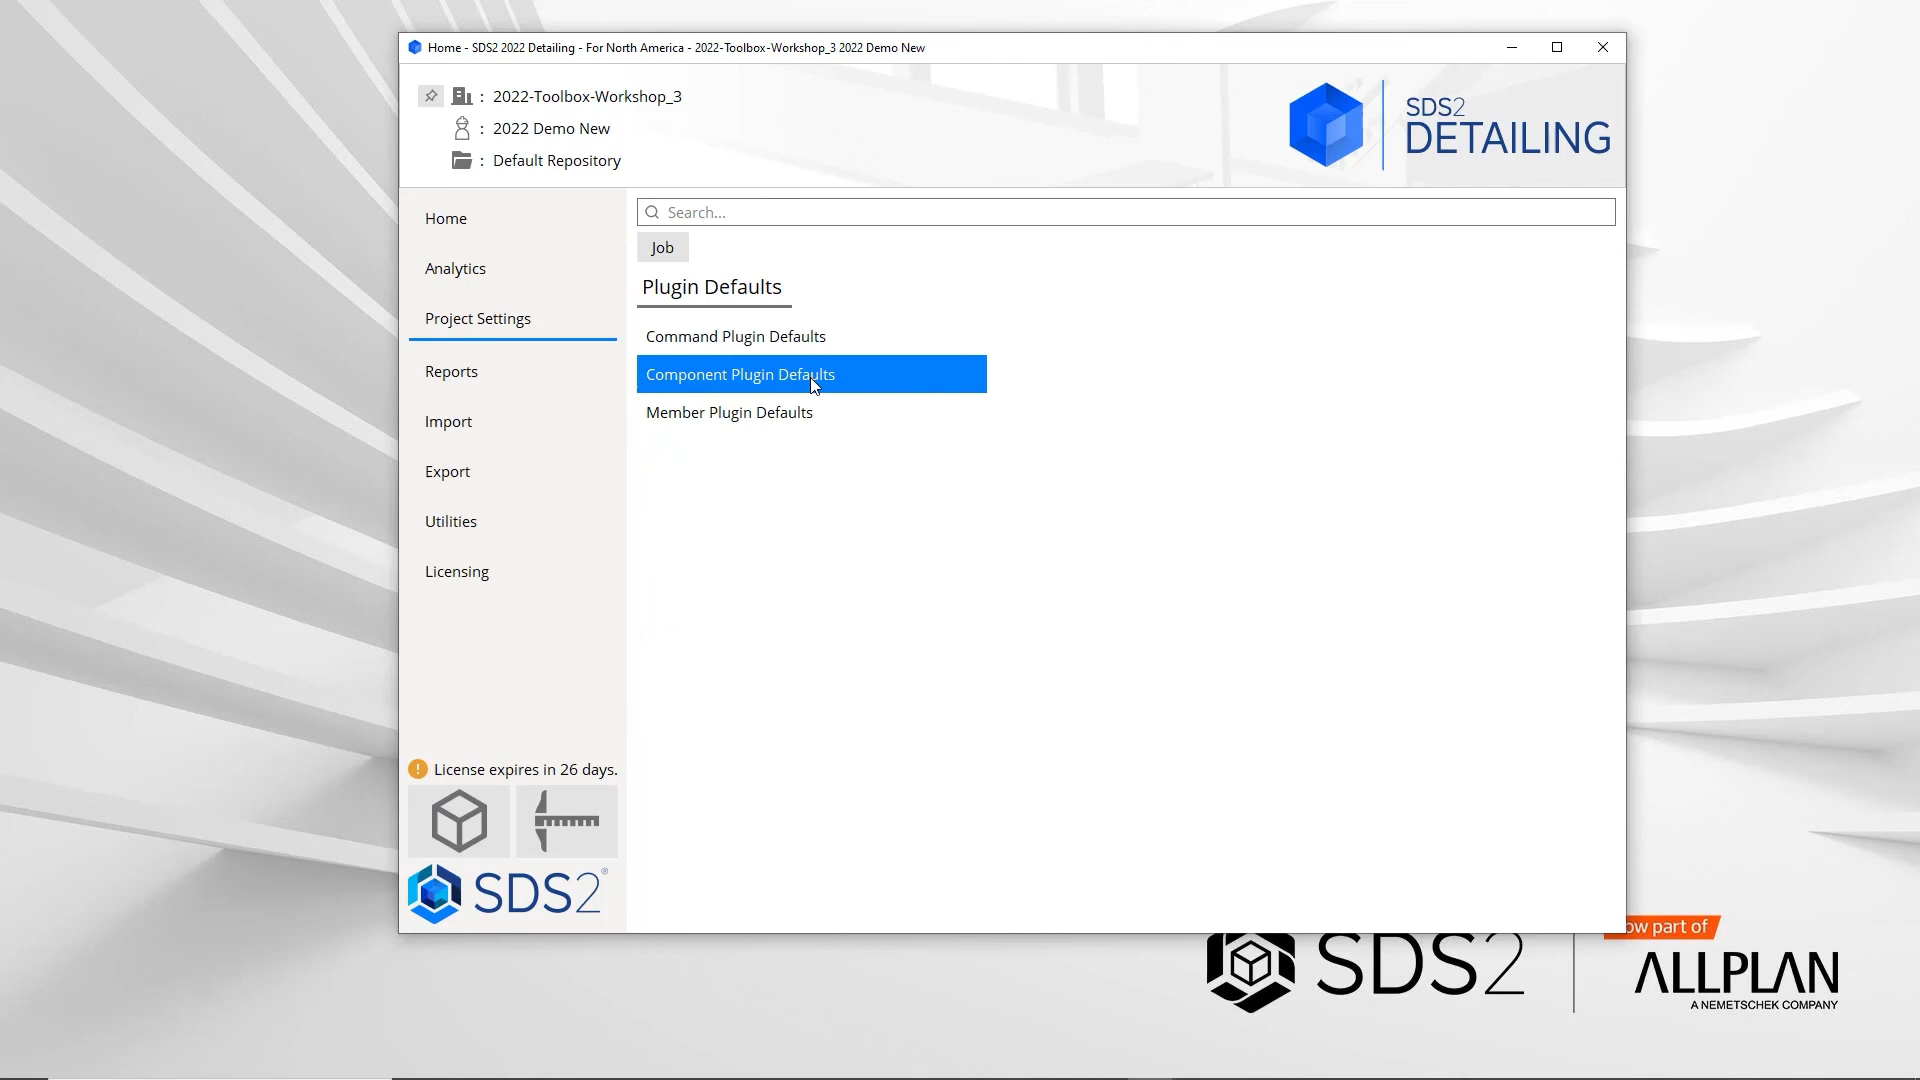 Home - SDS2 2022 Detailing - For North America - 2022-Toolbox-Workshop_3 2022 Demo New
: 2022-Toolbox-Workshop_3
: 2022 Demo New
: Default Repository
SDS2
DETAILING
Home
Analytics
Project Settings
Reports
Import
Export
Utilities
Licensing
Search...
Job
Plugin Defaults
Command Plugin Defaults
Component Plugin Defaults
Member Plugin Defaults
License expires in 26 days.
SDS2®
SDS2
ow part of
ALLPLAN
A NEMETSCHEK COMPANY